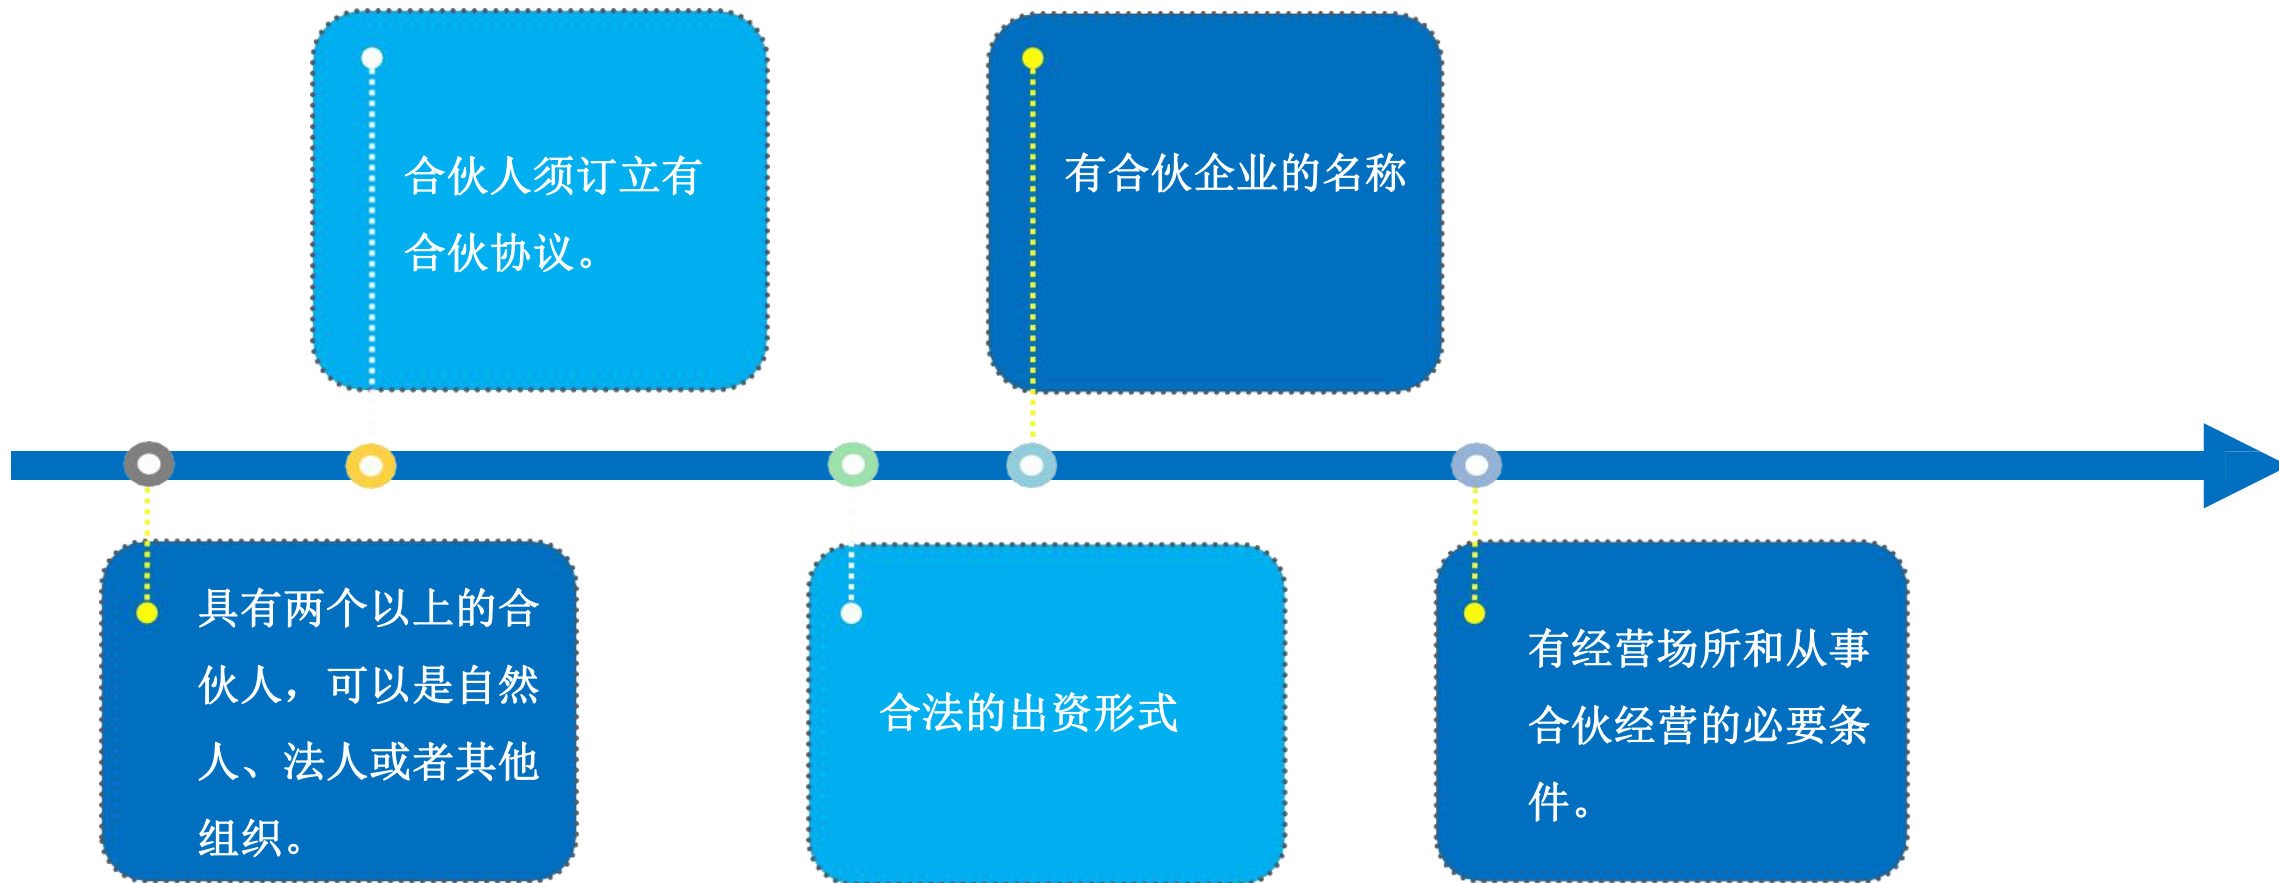 合伙人须订立有
合伙协议。
有合伙企业的名称
具有两个以上的合
伙人，可以是自然
人、法人或者其他
组织。
合法的出资形式
有经营场所和从事
合伙经营的必要条
件。